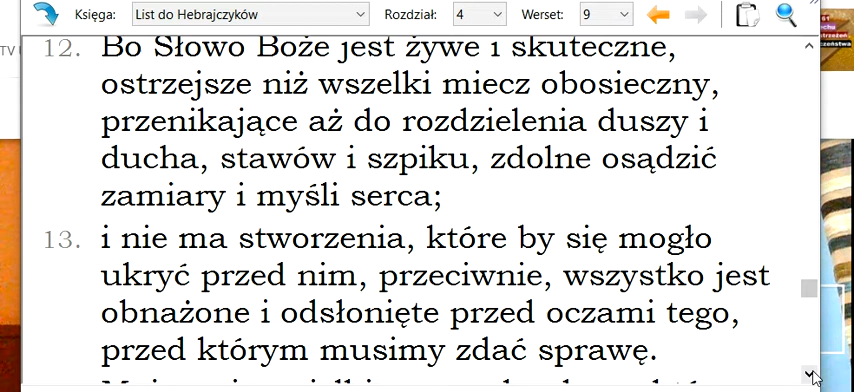 Księga: List do Hebrajczyków Rozdział: 4 Werset: 9
TV
12. Bo Słowo Boże jest żywe i skuteczne,
ostrzejsze niż wszelki miecz obosieczny,
przenikające aż do rozdzielenia duszy i
ducha, stawów i szpiku, zdolne osądzić
zamiary i myśli serca;
13. i nie ma stworzenia, które by się mogło
ukryć przed nim, przeciwnie, wszystko jest
obnażone i odsłonięte przed oczami tego,
przed którym musimy zdać sprawę.